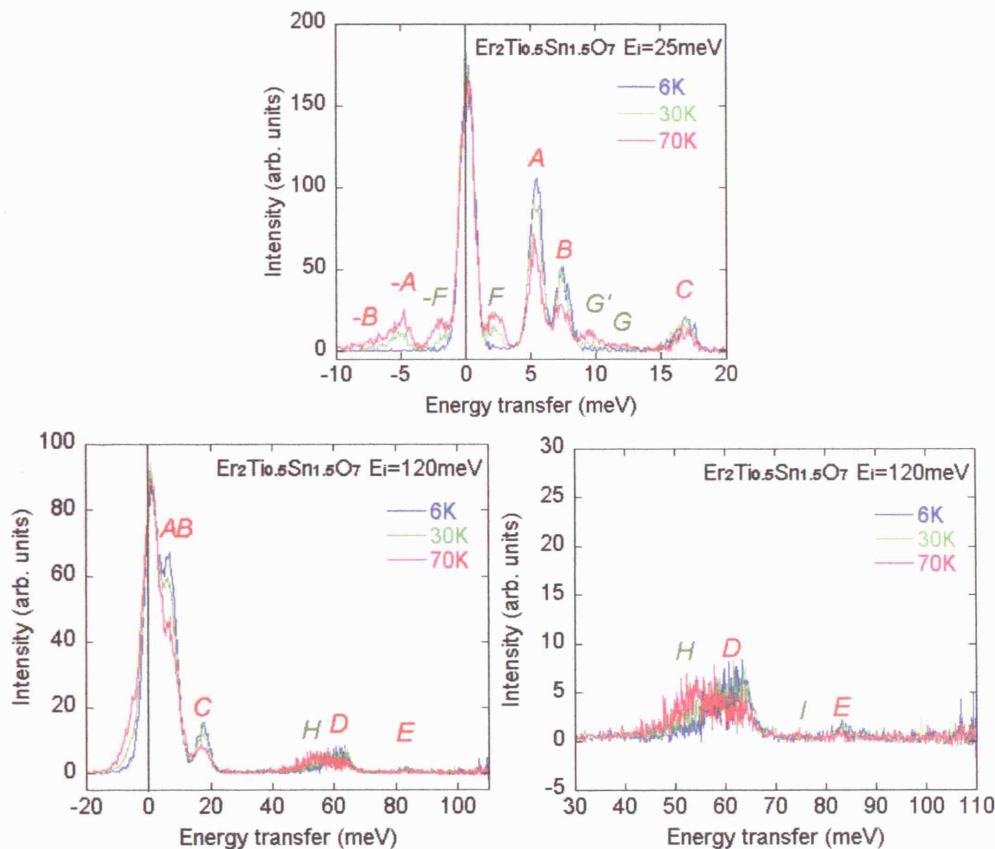 Er2Ti0.5Sn1.5O7 Ei=25meV
6K
30K
70K
A
B
C
-A
-B
-F
F
G'
G
200
150
100
50
0
-10 -5 0 5 10 15 20
Intensity (arb. units)
Energy transfer (meV)
Er2Ti0.5Sn1.5O7 Ei=120meV
6K
30K
70K
AB
C
H
D
E
100
80
60
40
20
0
-20 0 20 40 60 80 100
Intensity (arb. units)
Energy transfer (meV)
Er2Ti0.5Sn1.5O7 Ei=120meV
6K
30K
70K
H
D
I
E
30
25
20
15
10
5
0
-5
30 40 50 60 70 80 90 100 110
Intensity (arb. units)
Energy transfer (meV)